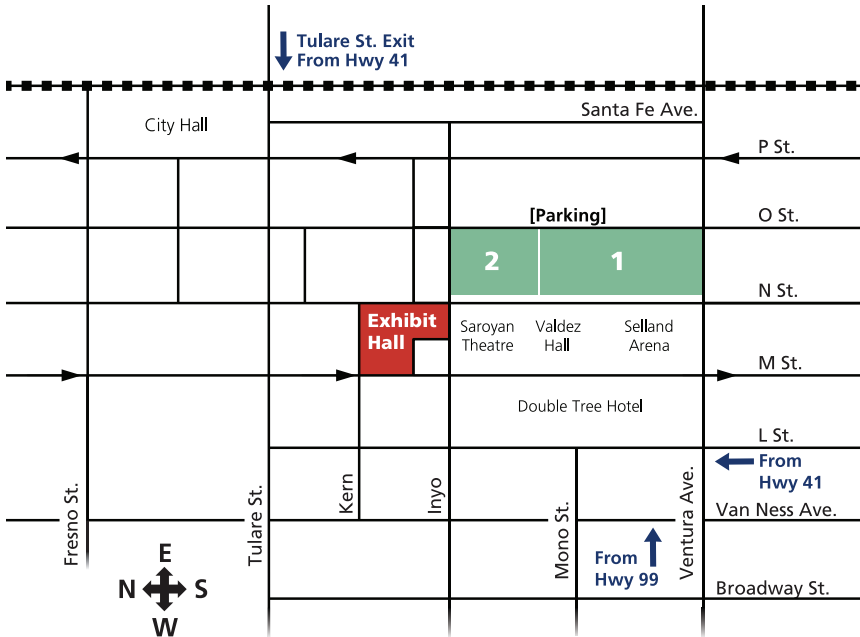 Tulare St. Exit
From Hwy 41
Santa Fe Ave.
City Hall
P St.
[Parking]
O St.
2
1
N St.
Exhibit
Hall
Saroyan
Theatre
Valdez
Hall
Selland
Arena
M St.
Double Tree Hotel
L St.
From
Hwy 41
Fresno St.
Tulare St.
Kern
Inyo
Mono St.
Ventura Ave.
Van Ness Ave.
From
Hwy 99
E
N
S
W
Broadway St.